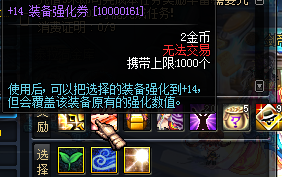 +14 装备强化券 [10000161]
2金币
无法交易
携带上限:1000个
使用后,可以把选择的装备强化到+14,
但会覆盖该装备原有的强化数值。
奖励
选择